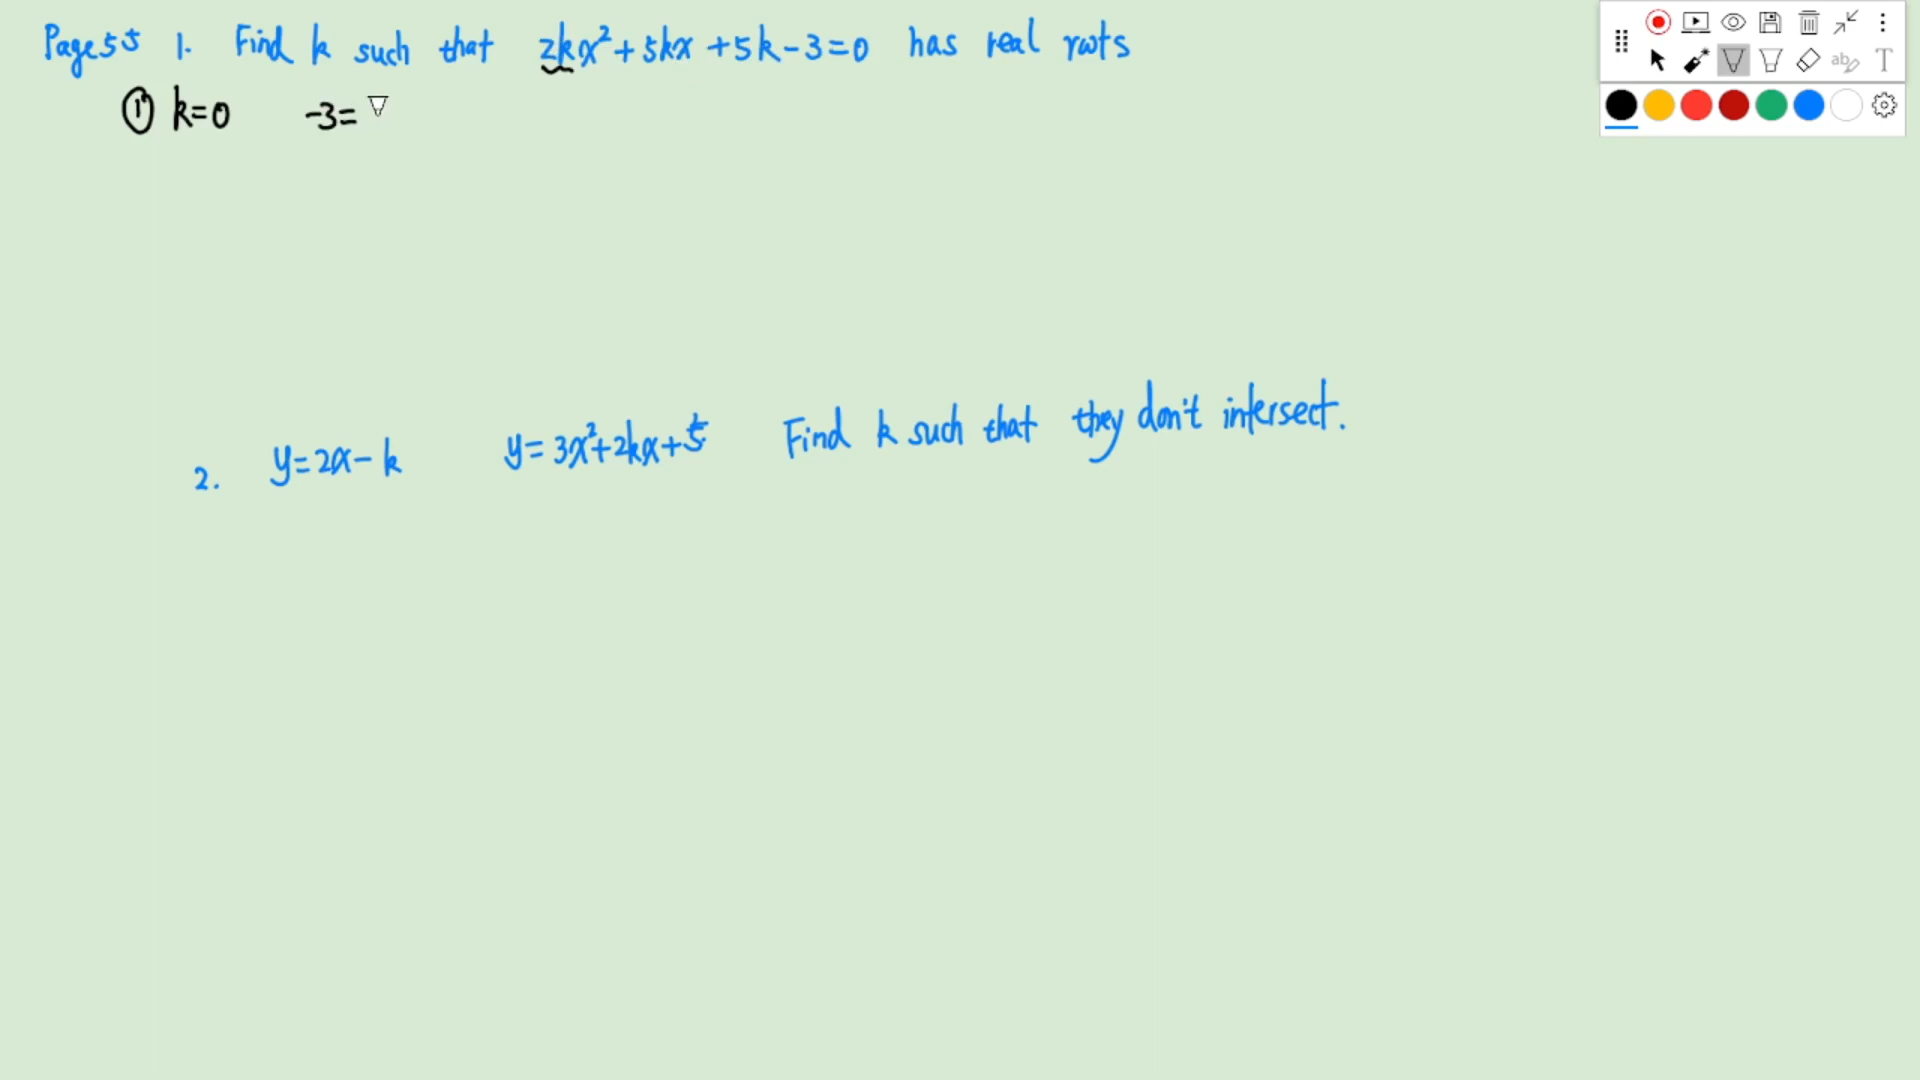 Page 55 1. Find k such that 2kx²+5kx+5k-3=0 has real roots
① k=0 -3=
2. y=2x-k y=3x²+2kx+5 Find k such that they don't intersect.